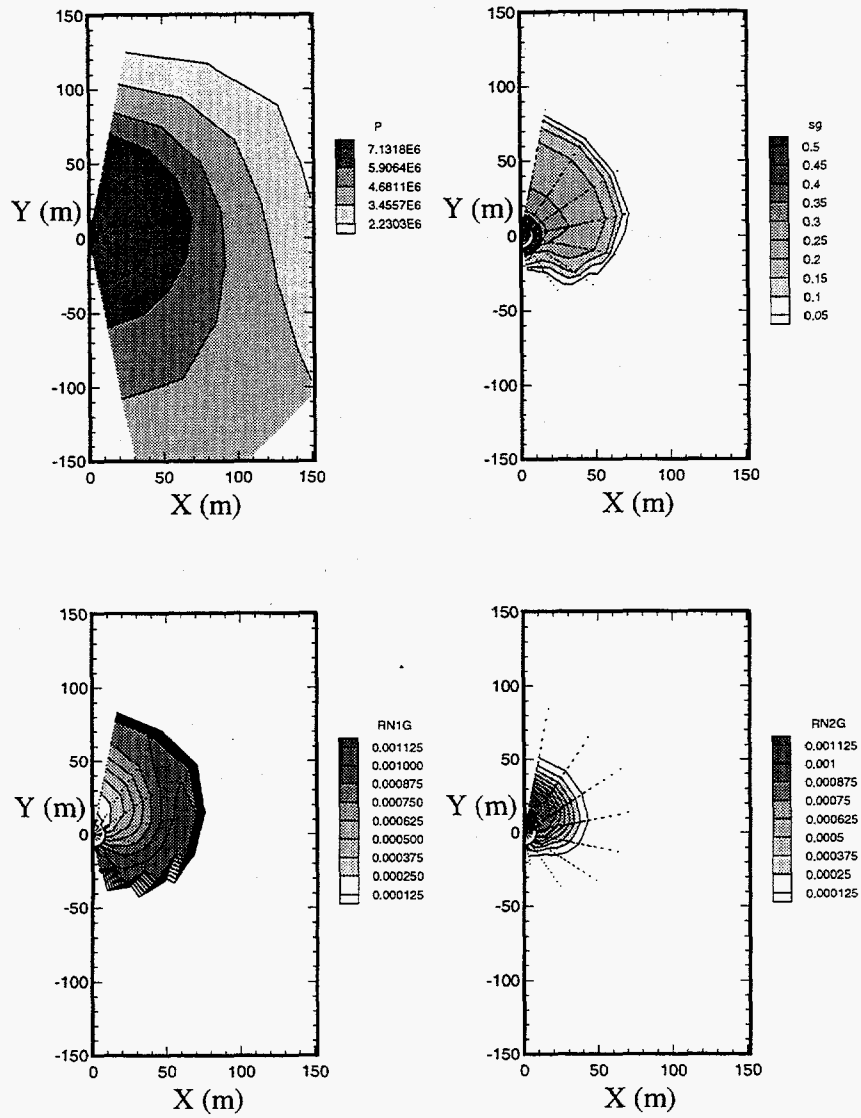 150
100
50
Y (m)
0
-50
-100
-150
0 50 100 150
X (m)
P
7.1318E6
5.9064E6
4.6811E6
3.4557E6
2.2303E6
150
100
50
Y (m)
0
-50
-100
-150
0 50 100 150
X (m)
sg
0.5
0.45
0.4
0.35
0.3
0.25
0.2
0.15
0.1
0.05
150
100
50
Y (m)
0
-50
-100
-150
0 50 100 150
X (m)
RN1G
0.001125
0.001000
0.000875
0.000750
0.000625
0.000500
0.000375
0.000250
0.000125
150
100
50
Y (m)
0
-50
-100
-150
0 50 100 150
X (m)
RN2G
0.001125
0.001
0.000875
0.00075
0.000625
0.0005
0.000375
0.00025
0.000125